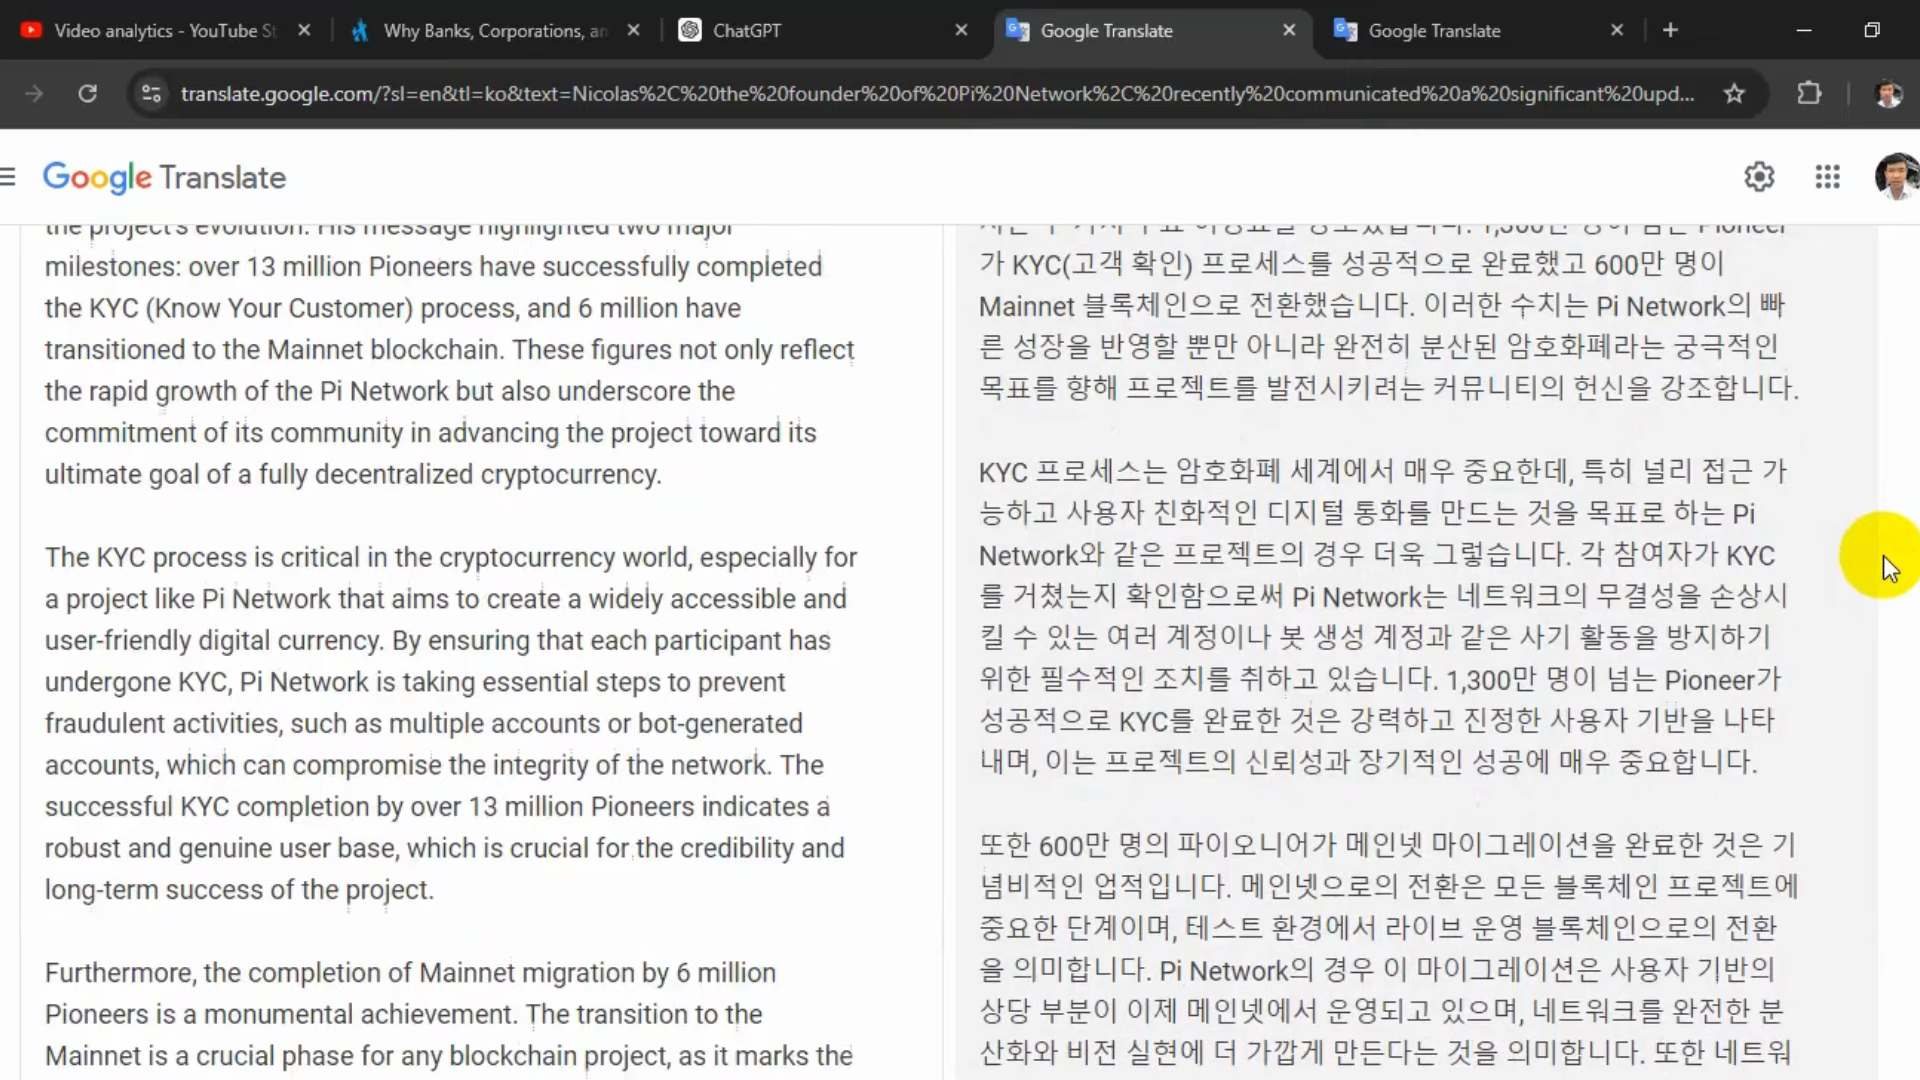 Video analytics - YouTube St
Why Banks, Corporations, an
ChatGPT
Google Translate
Google Translate
translate.google.com/?sl=en&tl=ko&text=Nicolas%2C%20the%20founder%20of%20Pi%20Network%2C%20recently%20communicated%20a%20significant%20upd...
Google Translate
the project's evolution. His message highlighted two major
milestones: over 13 million Pioneers have successfully completed
the KYC (Know Your Customer) process, and 6 million have
transitioned to the Mainnet blockchain. These figures not only reflect
the rapid growth of the Pi Network but also underscore the
commitment of its community in advancing the project toward its
ultimate goal of a fully decentralized cryptocurrency.
The KYC process is critical in the cryptocurrency world, especially for
a project like Pi Network that aims to create a widely accessible and
user-friendly digital currency. By ensuring that each participant has
undergone KYC, Pi Network is taking essential steps to prevent
fraudulent activities, such as multiple accounts or bot-generated
accounts, which can compromise the integrity of the network. The
successful KYC completion by over 13 million Pioneers indicates a
robust and genuine user base, which is crucial for the credibility and
long-term success of the project.
Furthermore, the completion of Mainnet migration by 6 million
Pioneers is a monumental achievement. The transition to the
Mainnet is a crucial phase for any blockchain project, as it marks the
1,300만 명이 넘는 Pioneer
가 KYC(고객 확인) 프로세스를 성공적으로 완료했고 600만 명이
Mainnet 블록체인으로 전환했습니다. 이러한 수치는 Pi Network의 빠
른 성장을 반영할 뿐만 아니라 완전히 분산된 암호화폐라는 궁극적인
목표를 향해 프로젝트를 발전시키려는 커뮤니티의 헌신을 강조합니다.
KYC 프로세스는 암호화폐 세계에서 매우 중요한데, 특히 널리 접근 가
능하고 사용자 친화적인 디지털 통화를 만드는 것을 목표로 하는 Pi
Network와 같은 프로젝트의 경우 더욱 그렇습니다. 각 참여자가 KYC
를 거쳤는지 확인함으로써 Pi Network는 네트워크의 무결성을 손상시
킬 수 있는 여러 계정이나 봇 생성 계정과 같은 사기 활동을 방지하기
위한 필수적인 조치를 취하고 있습니다. 1,300만 명이 넘는 Pioneer가
성공적으로 KYC를 완료한 것은 강력하고 진정한 사용자 기반을 나타
내며, 이는 프로젝트의 신뢰성과 장기적인 성공에 매우 중요합니다.
또한 600만 명의 파이오니어가 메인넷 마이그레이션을 완료한 것은 기
념비적인 업적입니다. 메인넷으로의 전환은 모든 블록체인 프로젝트에
중요한 단계이며, 테스트 환경에서 라이브 운영 블록체인으로의 전환
을 의미합니다. Pi Network의 경우 이 마이그레이션은 사용자 기반의
상당 부분이 이제 메인넷에서 운영되고 있으며, 네트워크를 완전한 분
산화와 비전 실현에 더 가깝게 만든다는 것을 의미합니다. 또한 네트워